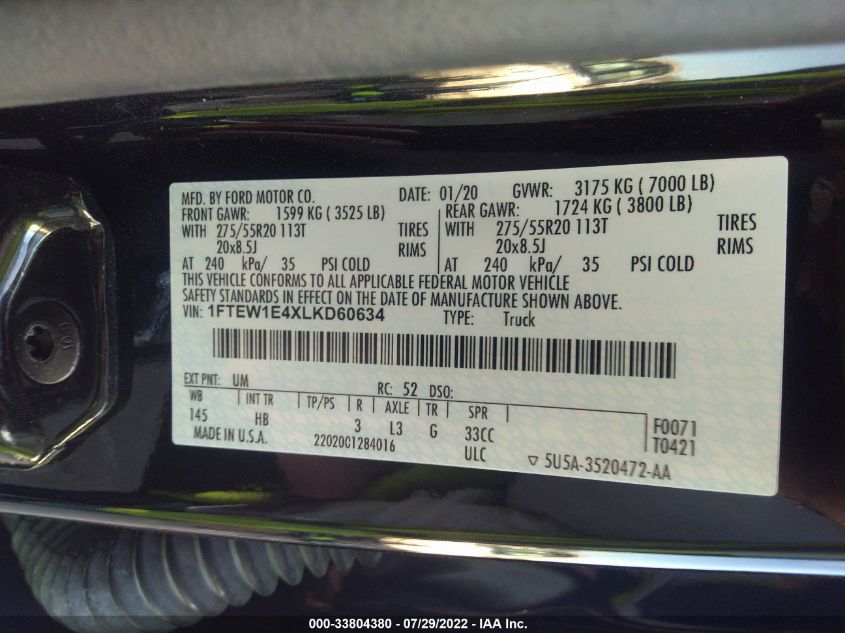 MFD. BY FORD MOTOR CO. DATE: 01/20 GVWR: 3175 KG ( 7000 LB)
FRONT GAWR: 1599 KG ( 3525 LB) REAR GAWR: 1724 KG ( 3800 LB)
WITH 275/55R20 113T TIRES WITH 275/55R20 113T TIRES
20x8.5J RIMS 20x8.5J RIMS
AT 240 kPa/ 35 PSI COLD AT 240 kPa/ 35 PSI COLD
THIS VEHICLE CONFORMS TO ALL APPLICABLE FEDERAL MOTOR VEHICLE
SAFETY STANDARDS IN EFFECT ON THE DATE OF MANUFACTURE SHOWN ABOVE.
VIN: 1FTEW1E4XLKD60634 TYPE: Truck
EXT PNT: UM RC: 52 DSO:
WB INT TR TP/PS R AXLE TR SPR
145 HB 3 L3 G 33CC F0071
MADE IN U.S.A. 2202001284016 ULC T0421
▽ 5U5A-3520472-AA
000-33804380 - 07/29/2022 - IAA Inc.